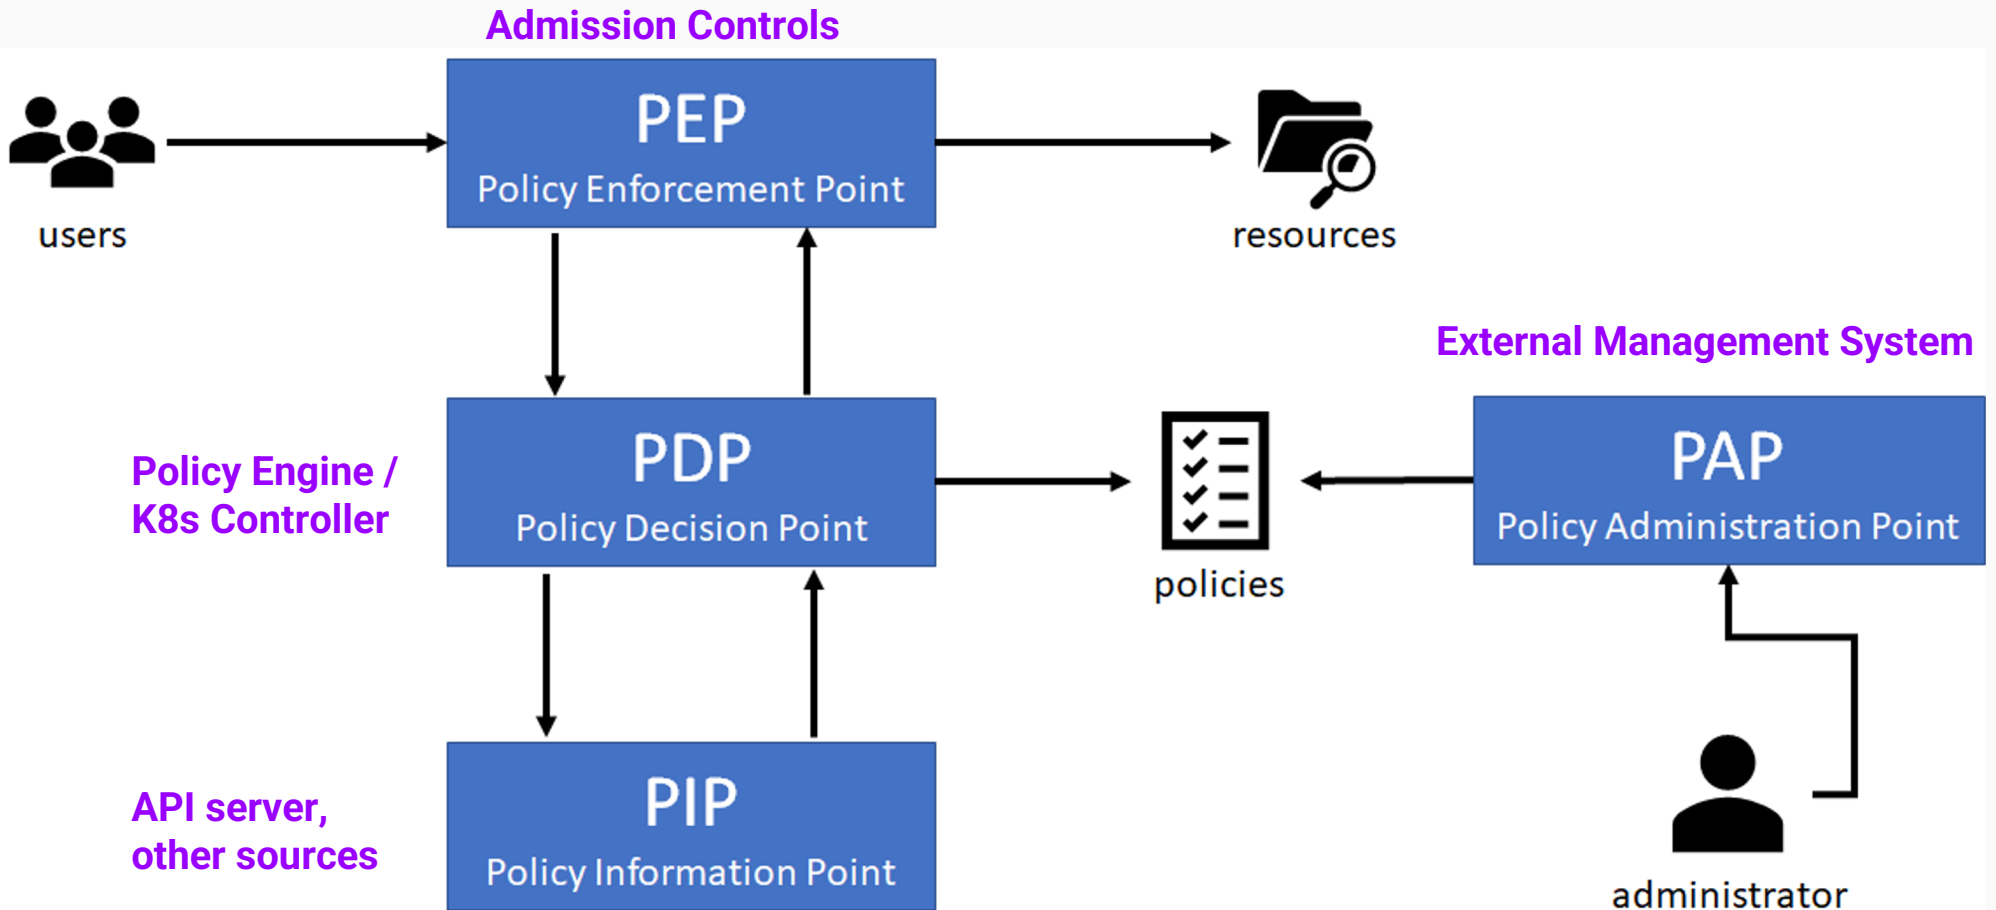 Admission Controls
PEP
Policy Enforcement Point
users
resources
External Management System
Policy Engine /
K8s Controller
PDP
Policy Decision Point
policies
PAP
Policy Administration Point
API server,
other sources
PIP
Policy Information Point
administrator